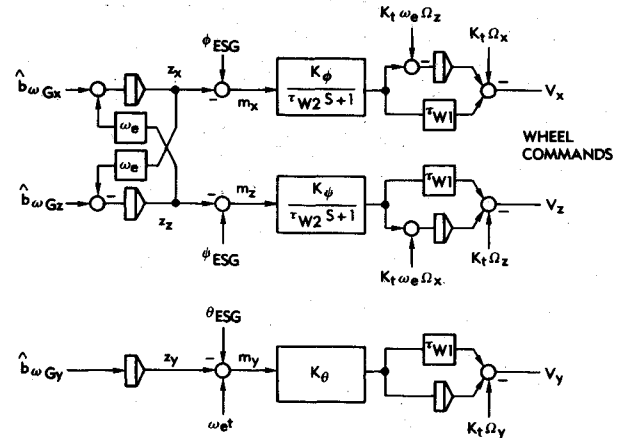 K_t ω_e Ω_z
K_t Ω_x
ϕ_ESG
b̂_ωGx
z_x
m_x
K_ϕ
τ_W2 S+1
V_x
ω_e
τ_W1
WHEEL
COMMANDS
ω_e
b̂_ωGz
z_z
m_z
K_ψ
τ_W2 S+1
τ_W1
V_z
ψ_ESG
K_t ω_e Ω_x
K_t Ω_z
θ_ESG
b̂_ωGy
z_y
m_y
K_θ
τ_W1
V_y
ω_e t
K_t Ω_y